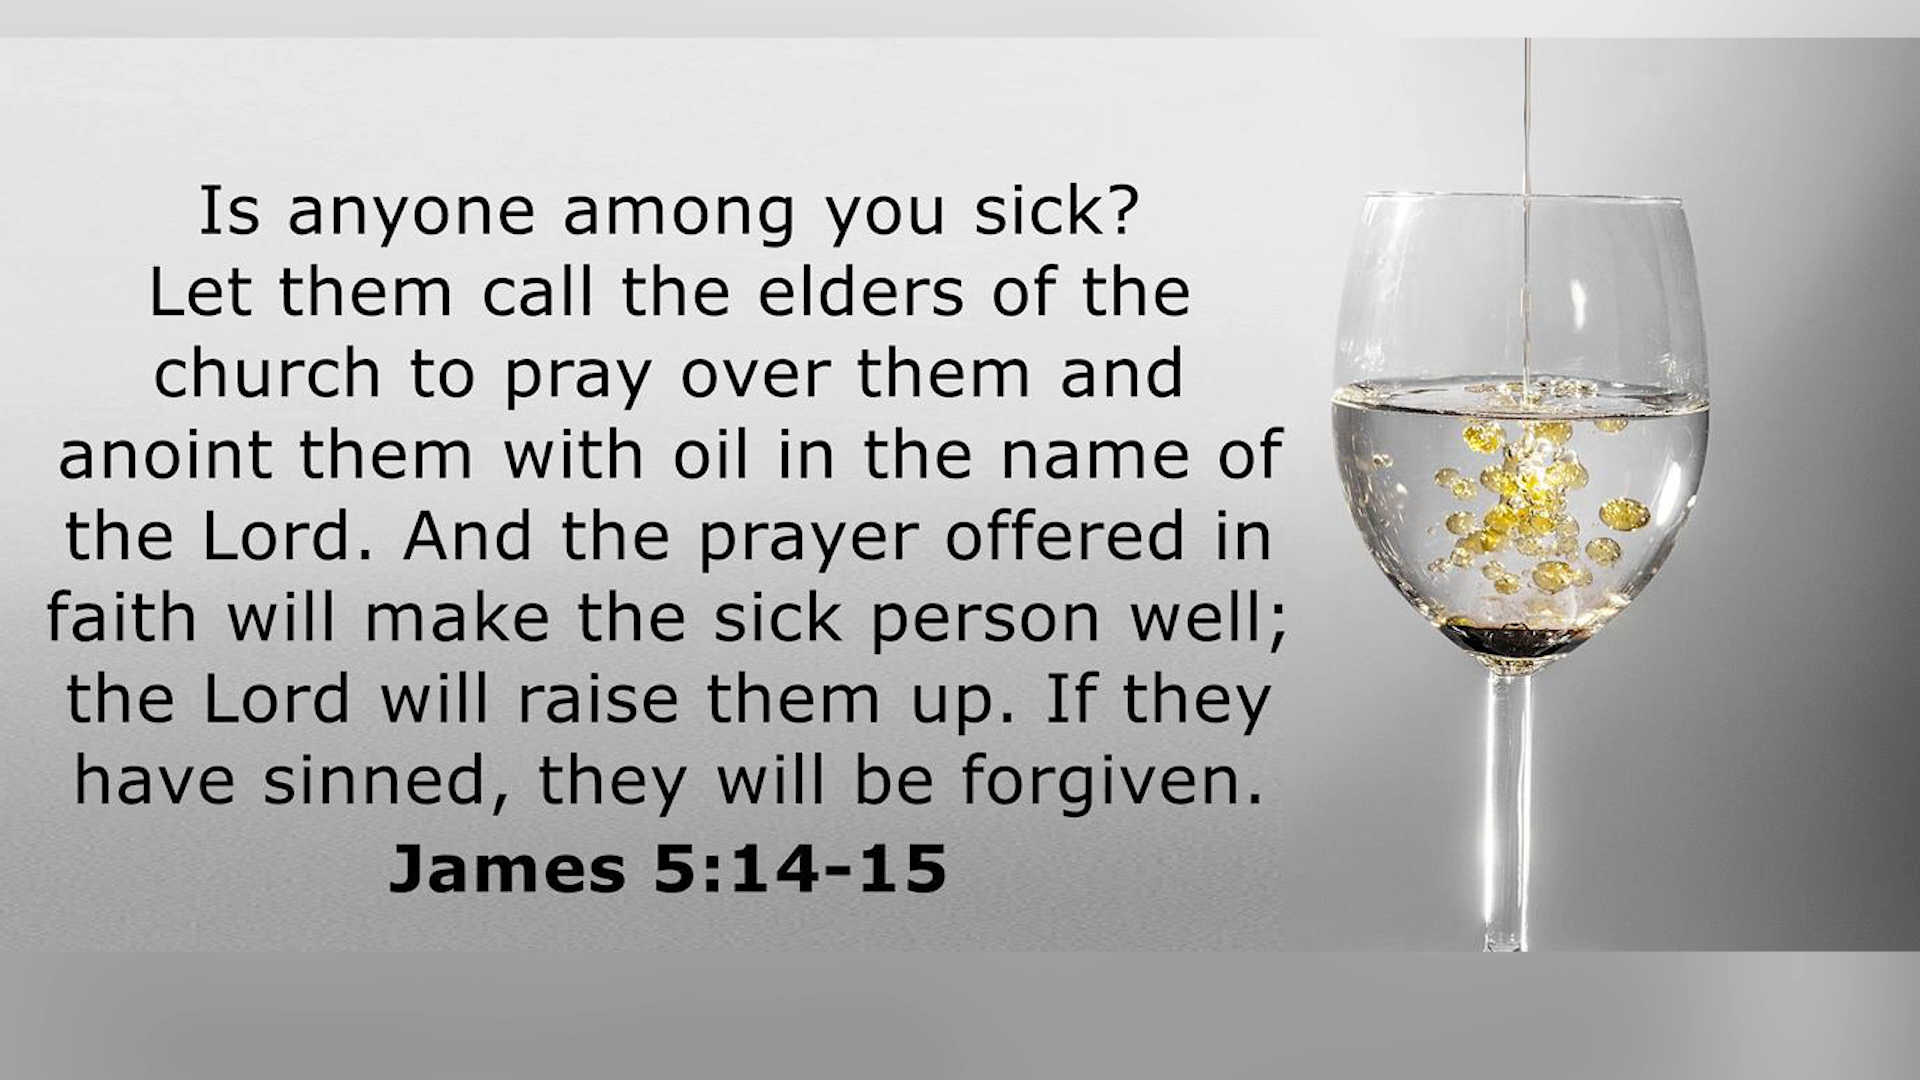 Is anyone among you sick?
Let them call the elders of the
church to pray over them and
anoint them with oil in the name of
the Lord. And the prayer offered in
faith will make the sick person well;
the Lord will raise them up. If they
have sinned, they will be forgiven.
James 5:14-15